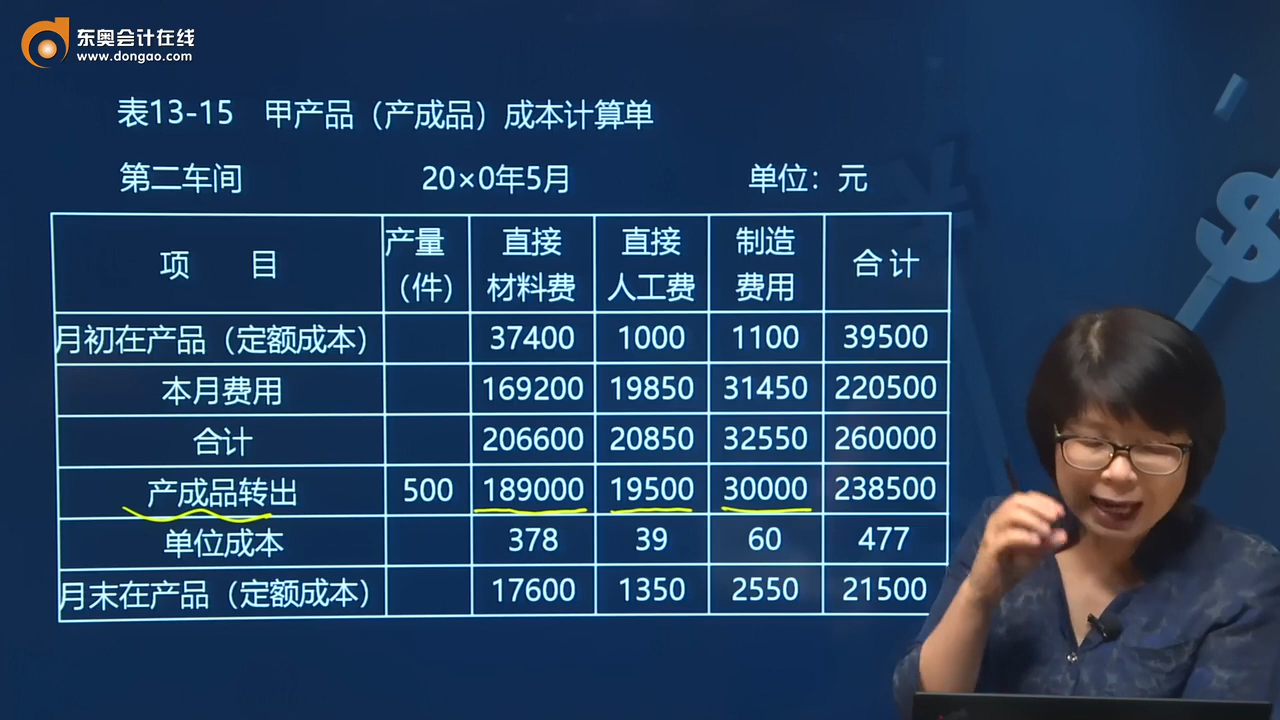 东奥会计在线
www.dongao.com
表13-15 甲产品（产成品）成本计算单
第二车间 20×0年5月 单位：元
项 目 产量（件） 直接材料费 直接人工费 制造费用 合计
月初在产品（定额成本） 37400 1000 1100 39500
本月费用 169200 19850 31450 220500
合计 206600 20850 32550 260000
产成品转出 500 189000 19500 30000 238500
单位成本 378 39 60 477
月末在产品（定额成本） 17600 1350 2550 21500